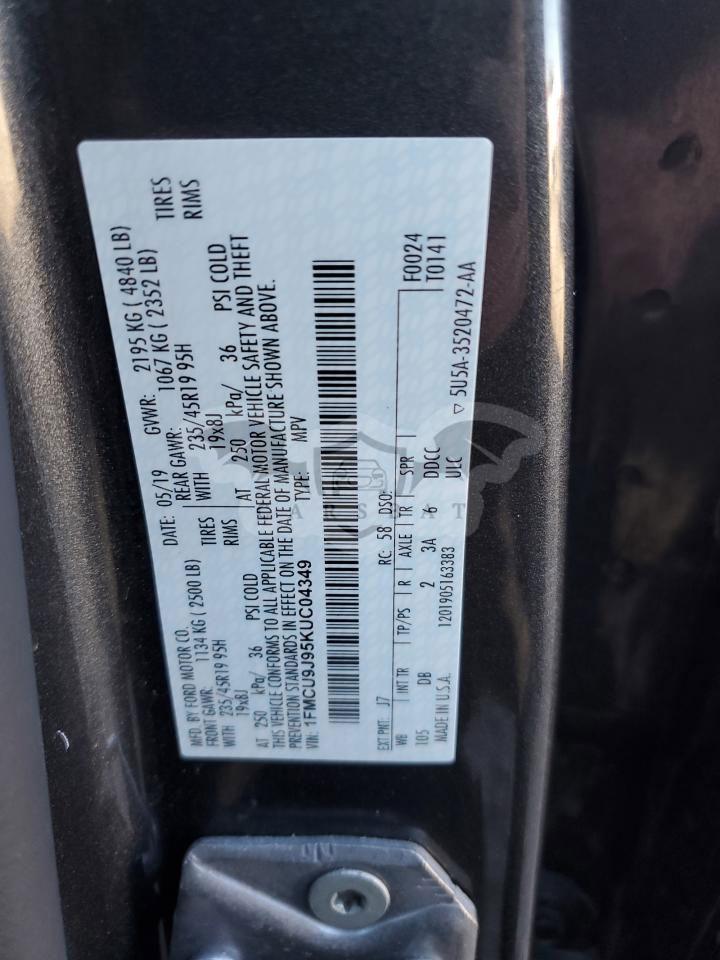 MFD. BY FORD MOTOR CO. DATE: 05/19 GVWR: 2195 KG ( 4840 LB)
FRONT GAWR: 1134 KG ( 2500 LB) REAR GAWR: 1067 KG ( 2352 LB)
WITH 235/45R19 95H TIRES WITH 235/45R19 95H TIRES
19x8J RIMS 19x8J RIMS
AT 250 kPa/ 36 PSI COLD AT 250 kPa/ 36 PSI COLD
THIS VEHICLE CONFORMS TO ALL APPLICABLE FEDERAL MOTOR VEHICLE SAFETY AND THEFT
PREVENTION STANDARDS IN EFFECT ON THE DATE OF MANUFACTURE SHOWN ABOVE.
VIN: 1FMCU9J95KUC04349 TYPE: MPV
EXT PNT: J7 RC: 58 DSO: F0024
WB INT TR TP/PS R AXLE TR SPR T0141
105 DB 2 3A 6 DDCC
MADE IN U.S.A. 1201905163383 ULC ▽ 5U5A-3520472-AA
CARSBAT